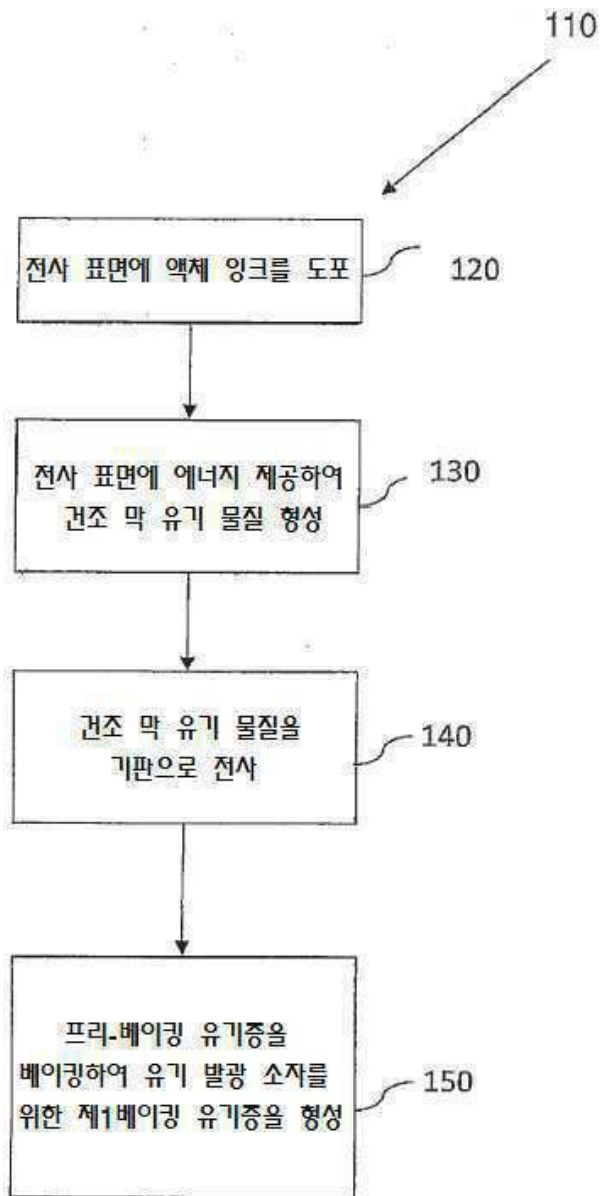 110
전사 표면에 액체 잉크를 도포
120
전사 표면에 에너지 제공하여
건조 막 유기 물질 형성
130
건조 막 유기 물질을
기판으로 전사
140
프리-베이킹 유기층을
베이킹하여 유기 발광 소자를
위한 제1베이킹 유기층을 형성
150